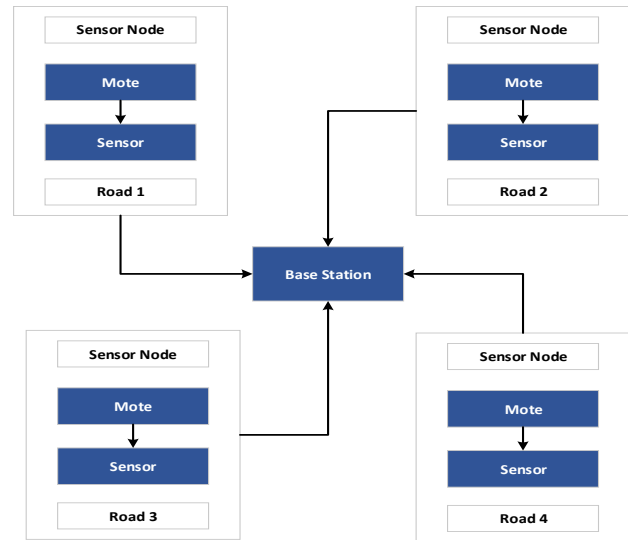 Sensor Node
Mote
Sensor
Road 1
Sensor Node
Mote
Sensor
Road 2
Base Station
Sensor Node
Mote
Sensor
Road 3
Sensor Node
Mote
Sensor
Road 4